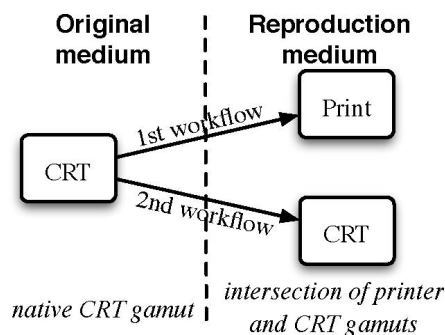 Original
medium
Reproduction
medium
CRT
1st workflow
2nd workflow
Print
CRT
native CRT gamut
intersection of printer
and CRT gamuts